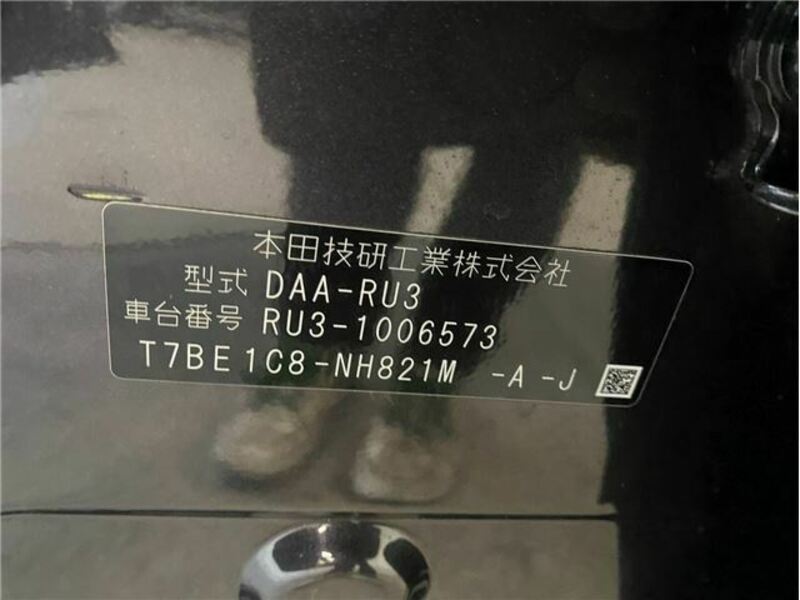 本田技研工業株式会社
型式 DAA-RU3
車台番号 RU3-1006573
T7BE1C8-NH821M -A -J